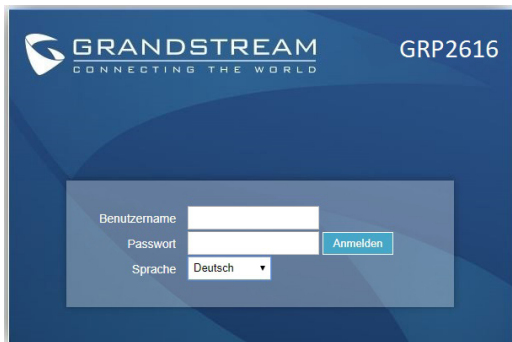 GRANDSTREAM
CONNECTING THE WORLD
GRP2616
Benutzername
Passwort
Anmelden
Sprache
Deutsch